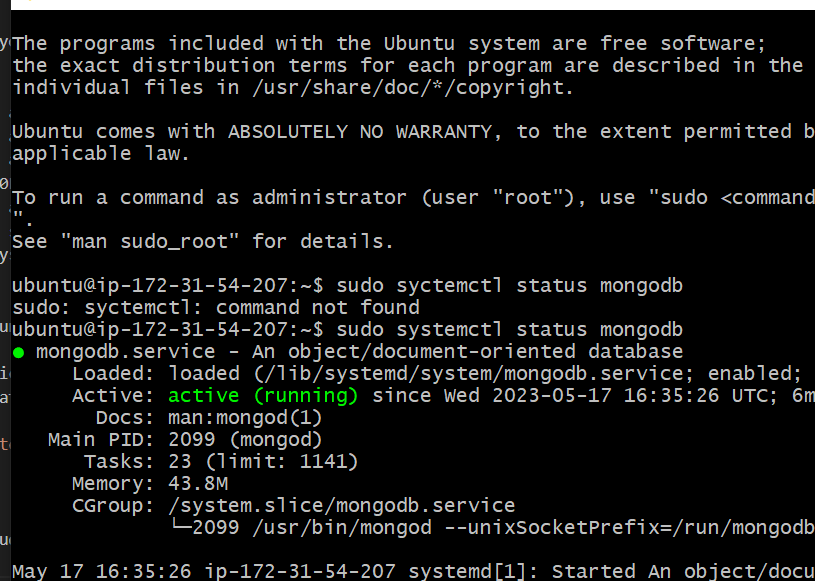 The programs included with the Ubuntu system are free software;
the exact distribution terms for each program are described in the
individual files in /usr/share/doc/*/copyright.
Ubuntu comes with ABSOLUTELY NO WARRANTY, to the extent permitted b
applicable law.
To run a command as administrator (user "root"), use "sudo <command
".
See "man sudo_root" for details.
ubuntu@ip-172-31-54-207:~$ sudo syctemctl status mongodb
sudo: syctemctl: command not found
ubuntu@ip-172-31-54-207:~$ sudo systemctl status mongodb
● mongodb.service - An object/document-oriented database
Loaded: loaded (/lib/systemd/system/mongodb.service; enabled;
Active: active (running) since Wed 2023-05-17 16:35:26 UTC; 6m
Docs: man:mongod(1)
Main PID: 2099 (mongod)
Tasks: 23 (limit: 1141)
Memory: 43.8M
CGroup: /system.slice/mongodb.service
└─2099 /usr/bin/mongod --unixSocketPrefix=/run/mongodb
May 17 16:35:26 ip-172-31-54-207 systemd[1]: Started An object/docu